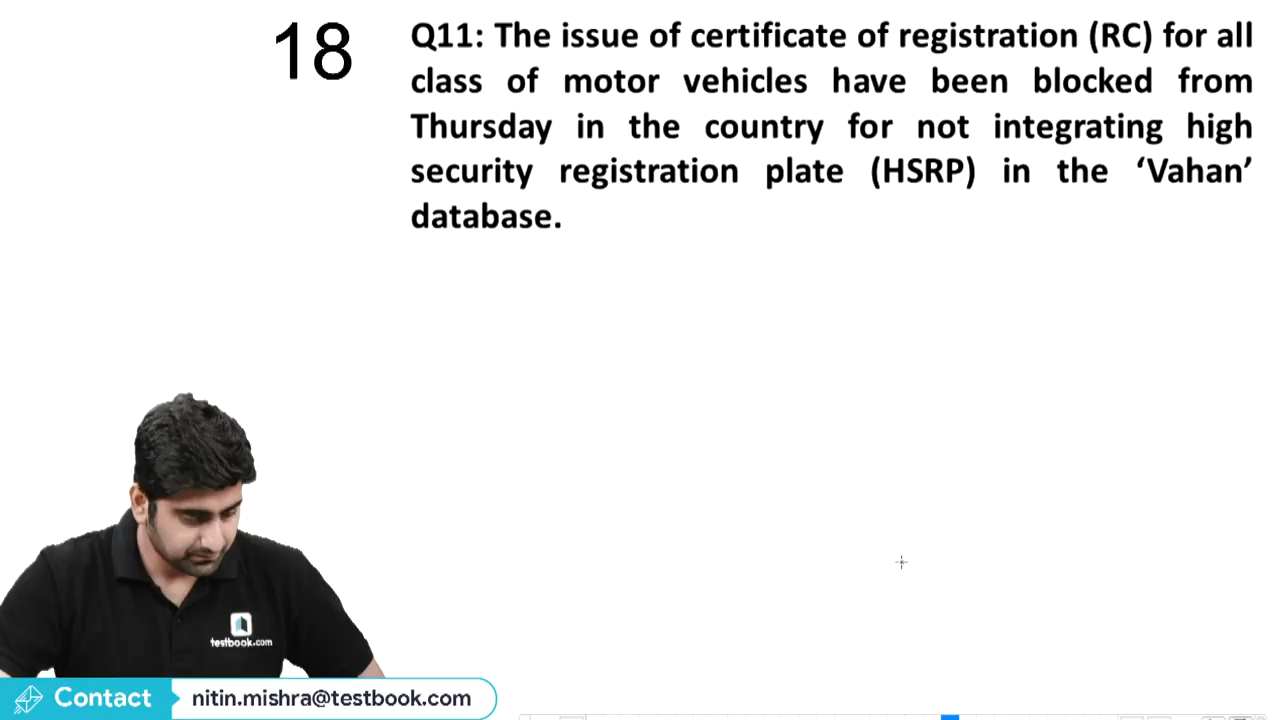 18
Q11: The issue of certificate of registration (RC) for all
class of motor vehicles have been blocked from
Thursday in the country for not integrating high
security registration plate (HSRP) in the ‘Vahan’
database.
testbook.com
Contact nitin.mishra@testbook.com